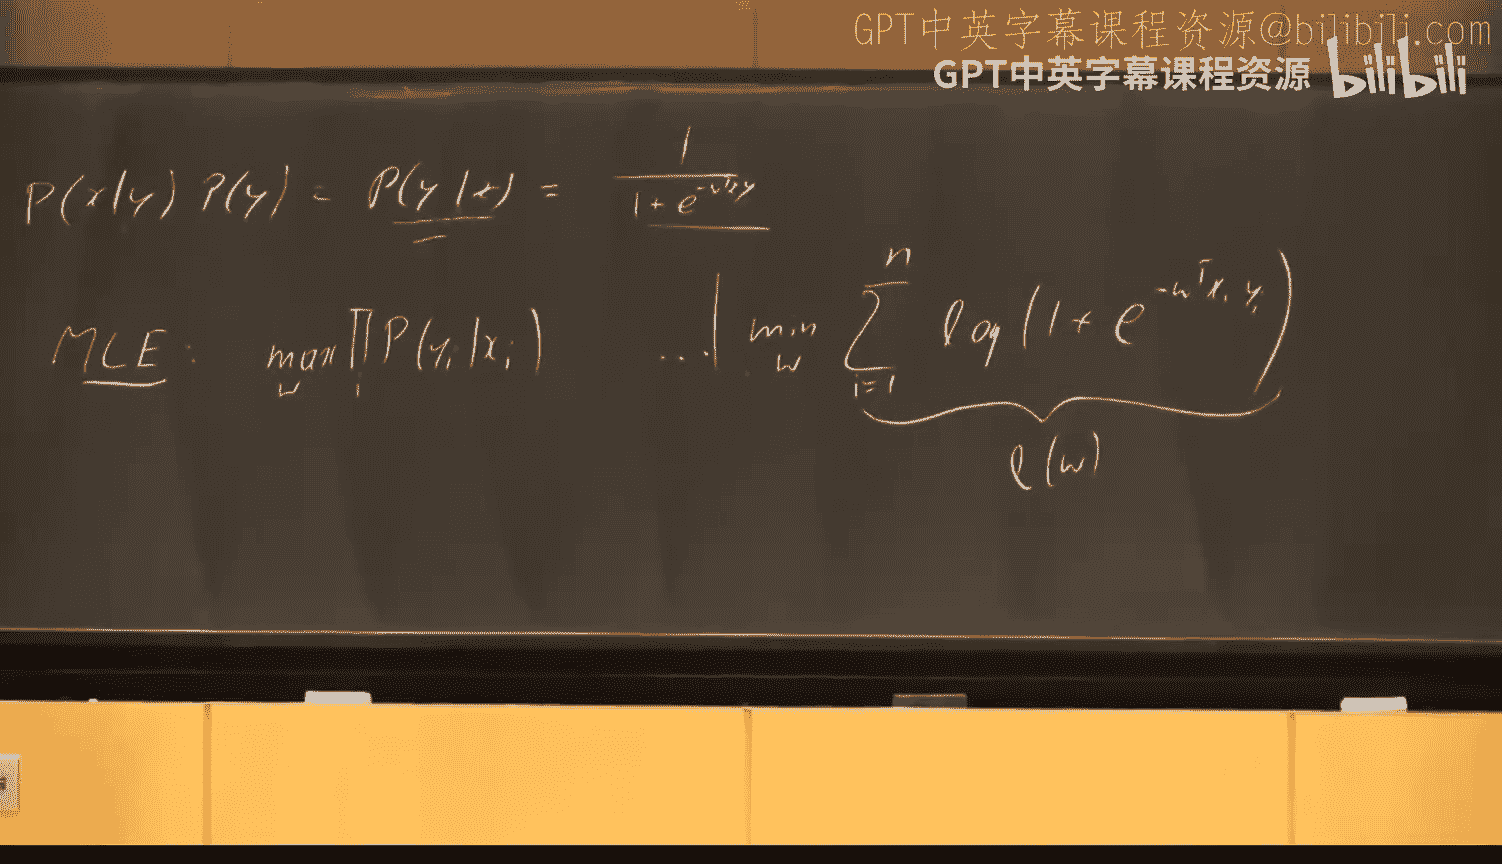 GPT中英字幕课程资源@bilibili.com
GPT中英字幕课程资源 bilibili
P(x|y) P(y) = P(y|x) = 1 / (1 + e^{-w^T x y})
MLE: max_w ∏_i P(y_i|x_i) ... | min_w ∑_{i=1}^{n} log(1 + e^{-w^T x_i y_i})
ℓ(w)